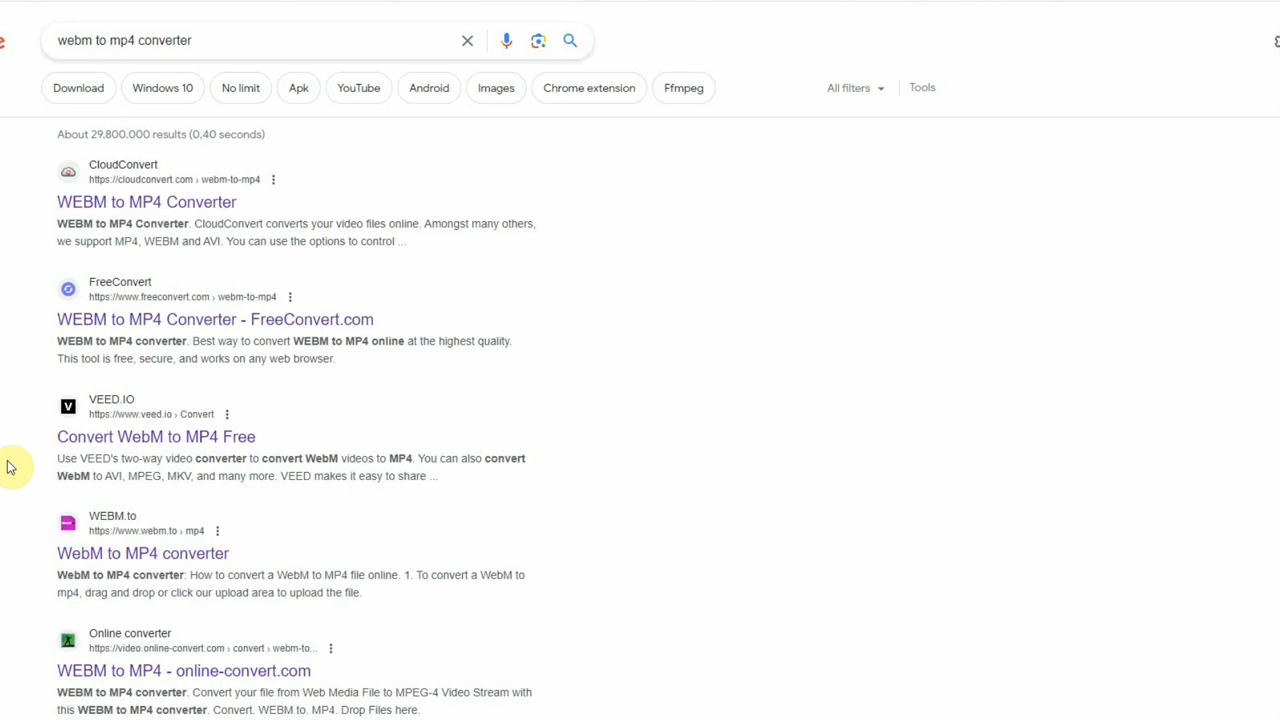 e
webm to mp4 converter
Download Windows 10 No limit Apk YouTube Android Images Chrome extension Ffmpeg All filters Tools
About 29.800.000 results (0,40 seconds)
CloudConvert
https://cloudconvert.com › webm-to-mp4
WEBM to MP4 Converter
WEBM to MP4 Converter. CloudConvert converts your video files online. Amongst many others,
we support MP4, WEBM and AVI. You can use the options to control ...
FreeConvert
https://www.freeconvert.com › webm-to-mp4
WEBM to MP4 Converter - FreeConvert.com
WEBM to MP4 converter. Best way to convert WEBM to MP4 online at the highest quality.
This tool is free, secure, and works on any web browser.
V
VEED.IO
https://www.veed.io › Convert
Convert WebM to MP4 Free
Use VEED's two-way video converter to convert WebM videos to MP4. You can also convert
WebM to AVI, MPEG, MKV, and many more. VEED makes it easy to share ...
WEBM.to
https://www.webm.to › mp4
WebM to MP4 converter
WebM to MP4 converter: How to convert a WebM to MP4 file online. 1. To convert a WebM to
mp4, drag and drop or click our upload area to upload the file.
Online converter
https://video.online-convert.com › convert › webm-to...
WEBM to MP4 - online-convert.com
WEBM to MP4 converter. Convert your file from Web Media File to MPEG-4 Video Stream with
this WEBM to MP4 converter. Convert. WEBM to. MP4. Drop Files here.